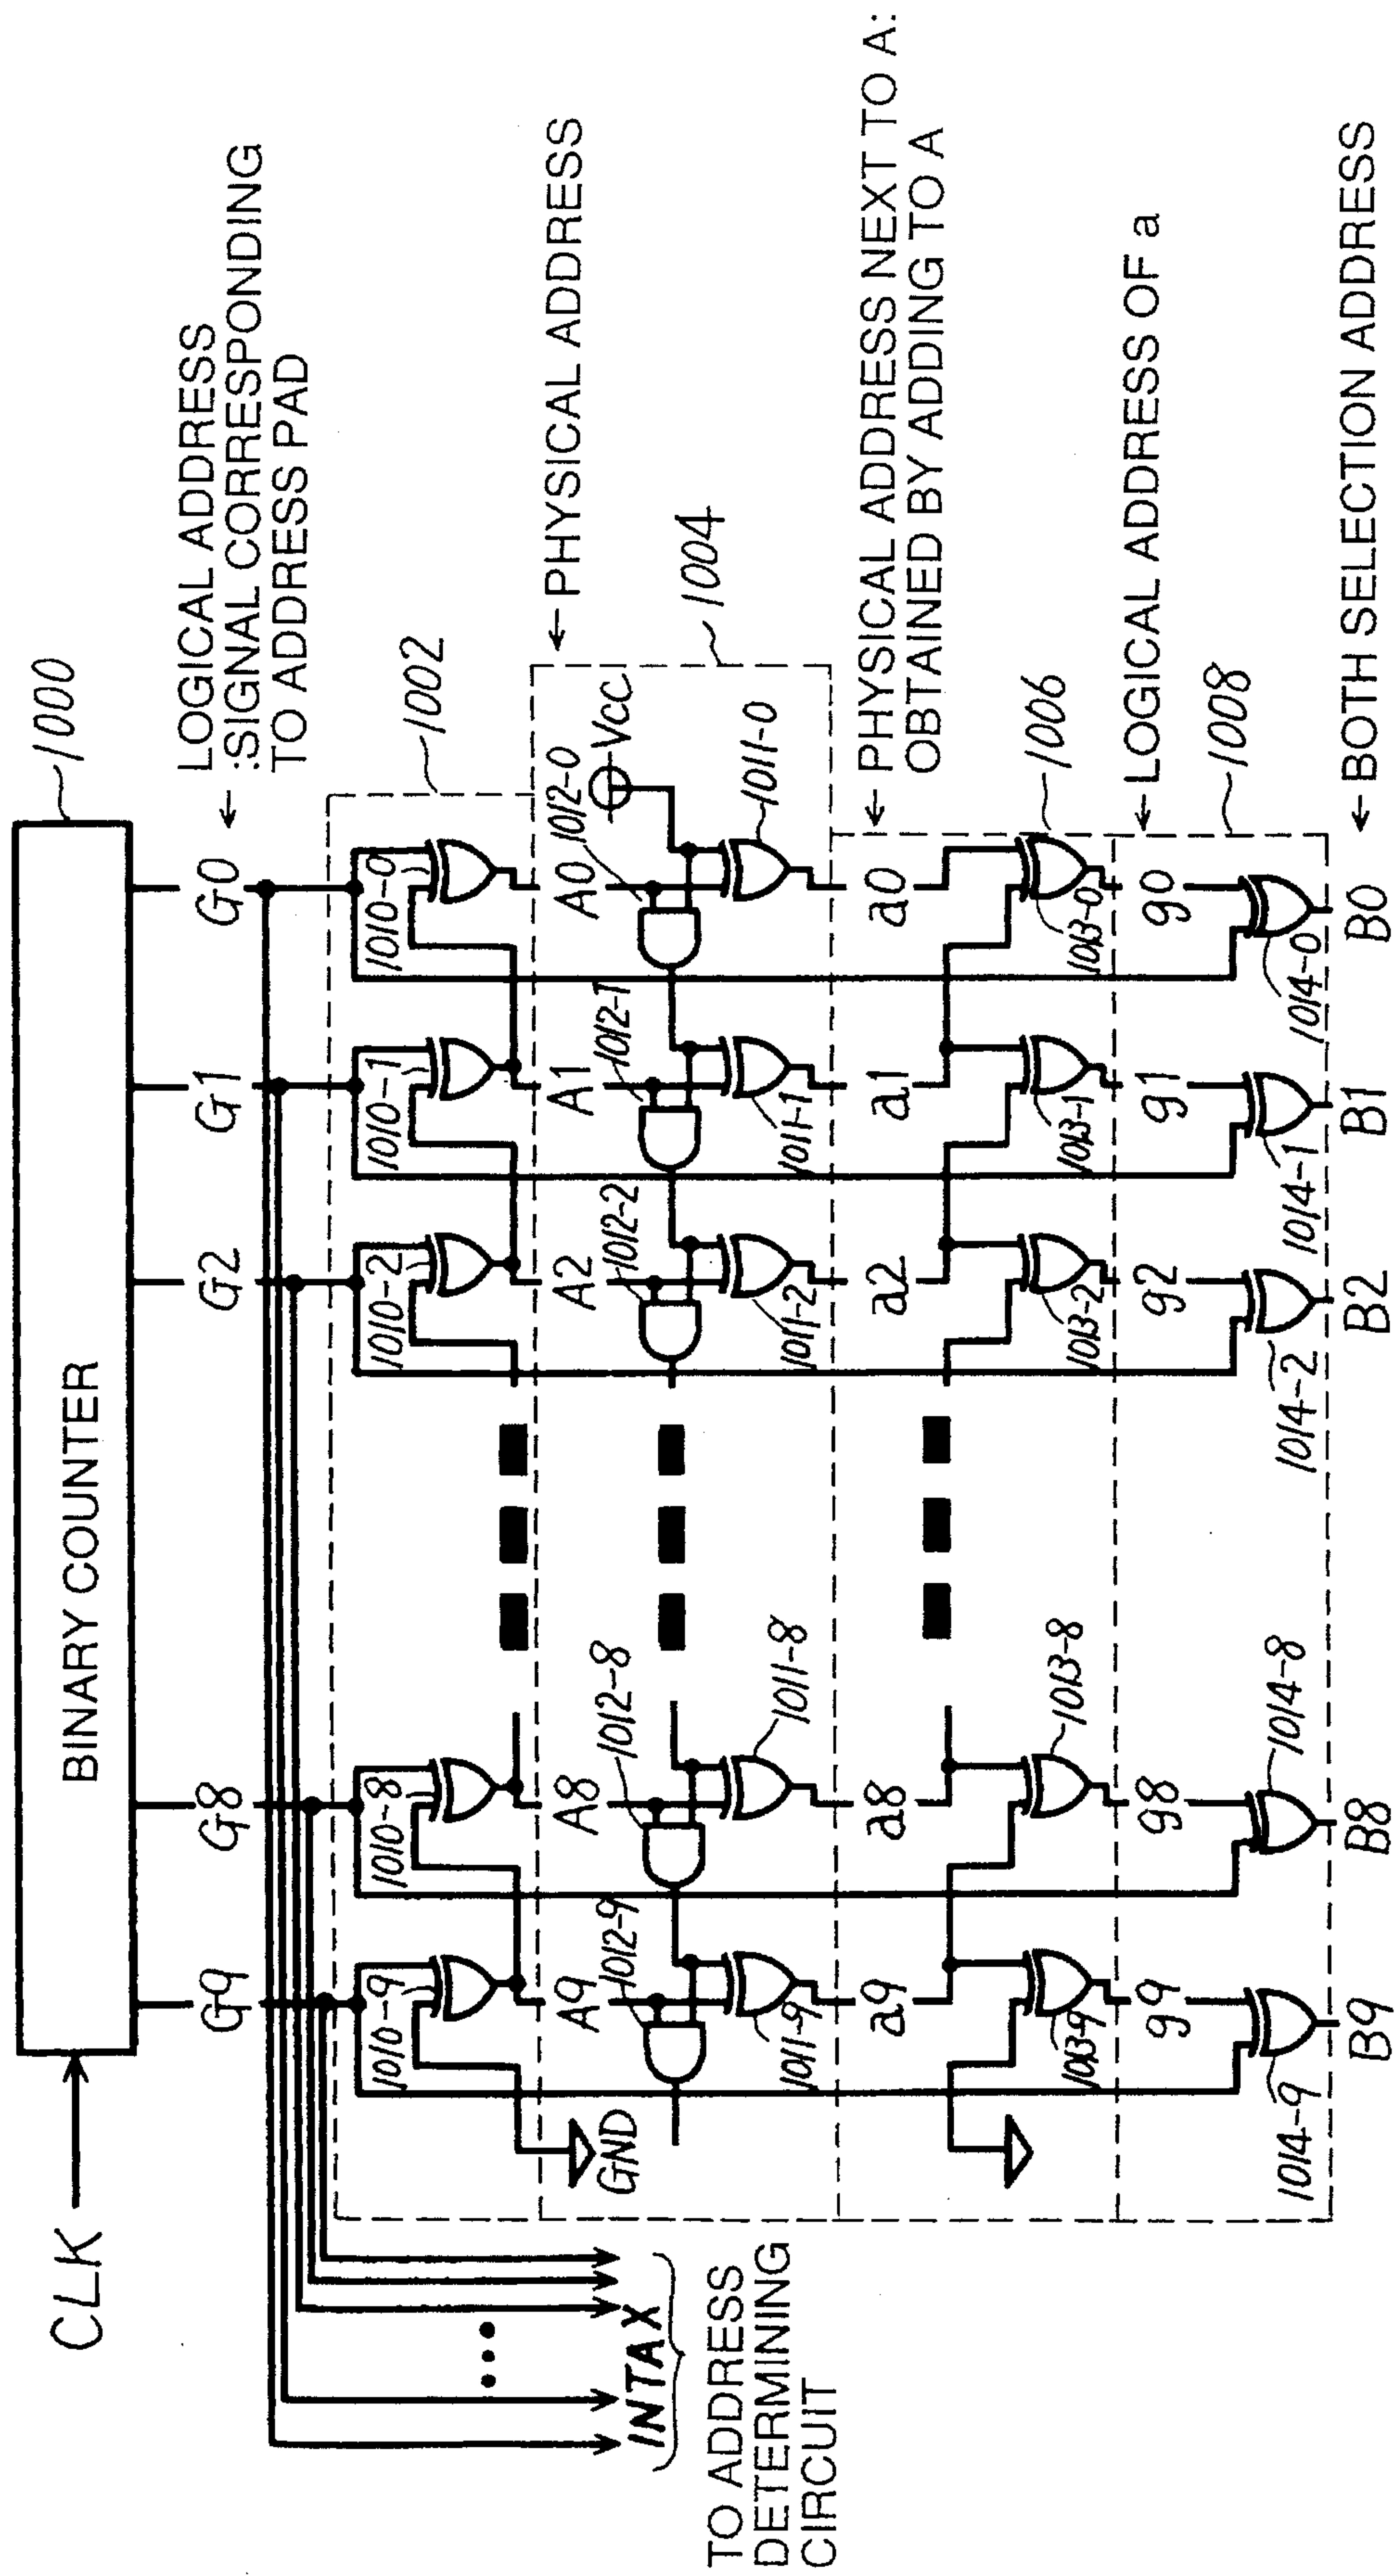 1000
BINARY COUNTER
CLK
LOGICAL ADDRESS
:SIGNAL CORRESPONDING
TO ADDRESS PAD
G9
G8
G2
G1
G0
1002
1010-9
1010-8
1010-2
1010-1
1010-0
PHYSICAL ADDRESS
GND
A9
A8
A2
A1
A0
1012-9
1012-8
1012-2
1012-1
1012-0
Vcc
1004
INTAX
TO ADDRESS
DETERMINING
CIRCUIT
1011-9
1011-8
1011-2
1011-1
1011-0
PHYSICAL ADDRESS NEXT TO A:
OBTAINED BY ADDING TO A
a9
a8
a2
a1
a0
1013-9
1013-8
1013-2
1013-1
1013-0
1006
LOGICAL ADDRESS OF a
g9
g8
g2
g1
g0
1008
1014-9
1014-8
1014-2
1014-1
1014-0
BOTH SELECTION ADDRESS
B9
B8
B2
B1
B0